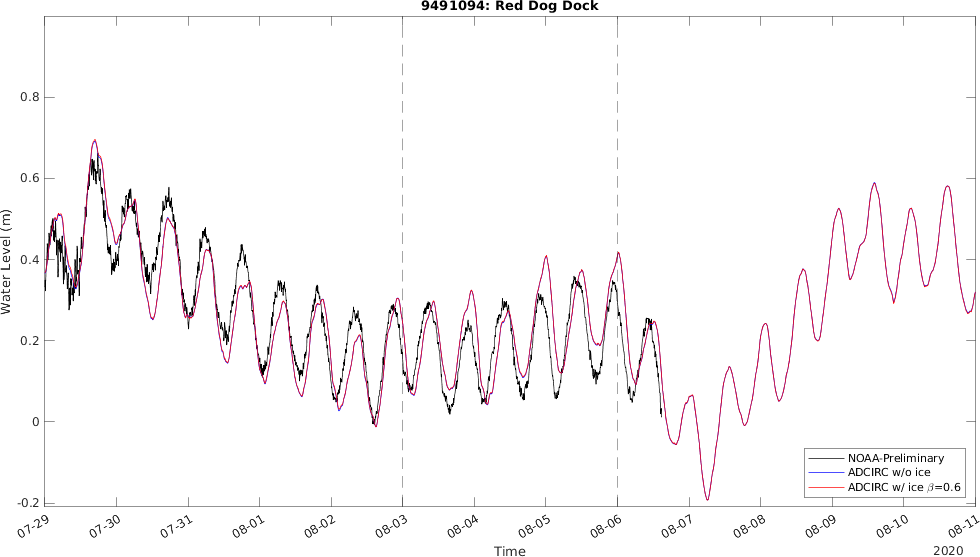 9491094: Red Dog Dock
Water Level (m)
0.8
0.6
0.4
0.2
0
-0.2
07-29 07-30 07-31 08-01 08-02 08-03 08-04 08-05 08-06 08-07 08-08 08-09 08-10 08-11
Time
2020
NOAA-Preliminary
ADCIRC w/o ice
ADCIRC w/ ice β=0.6